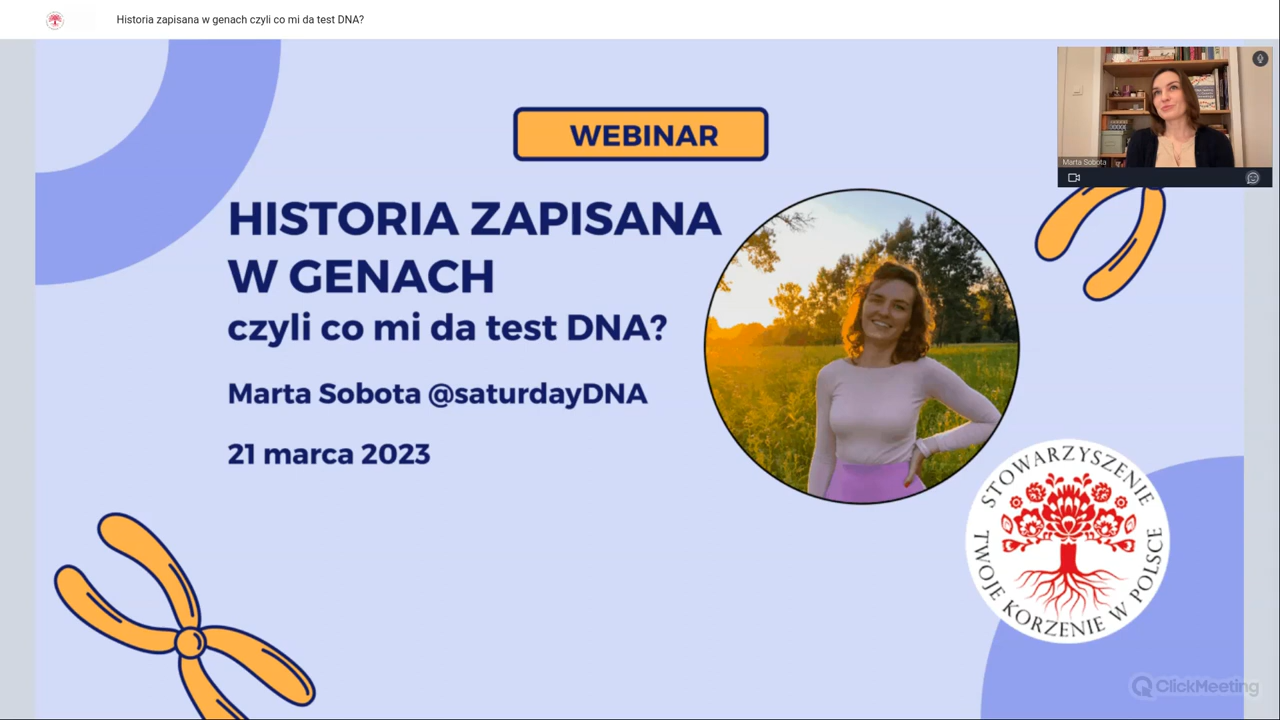 Historia zapisana w genach czyli co mi da test DNA?
Marta Sobota
WEBINAR
HISTORIA ZAPISANA
W GENACH
czyli co mi da test DNA?
Marta Sobota @saturdayDNA
21 marca 2023
STOWARZYSZENIE
TWOJE KORZENIE W POLSCE
ClickMeeting